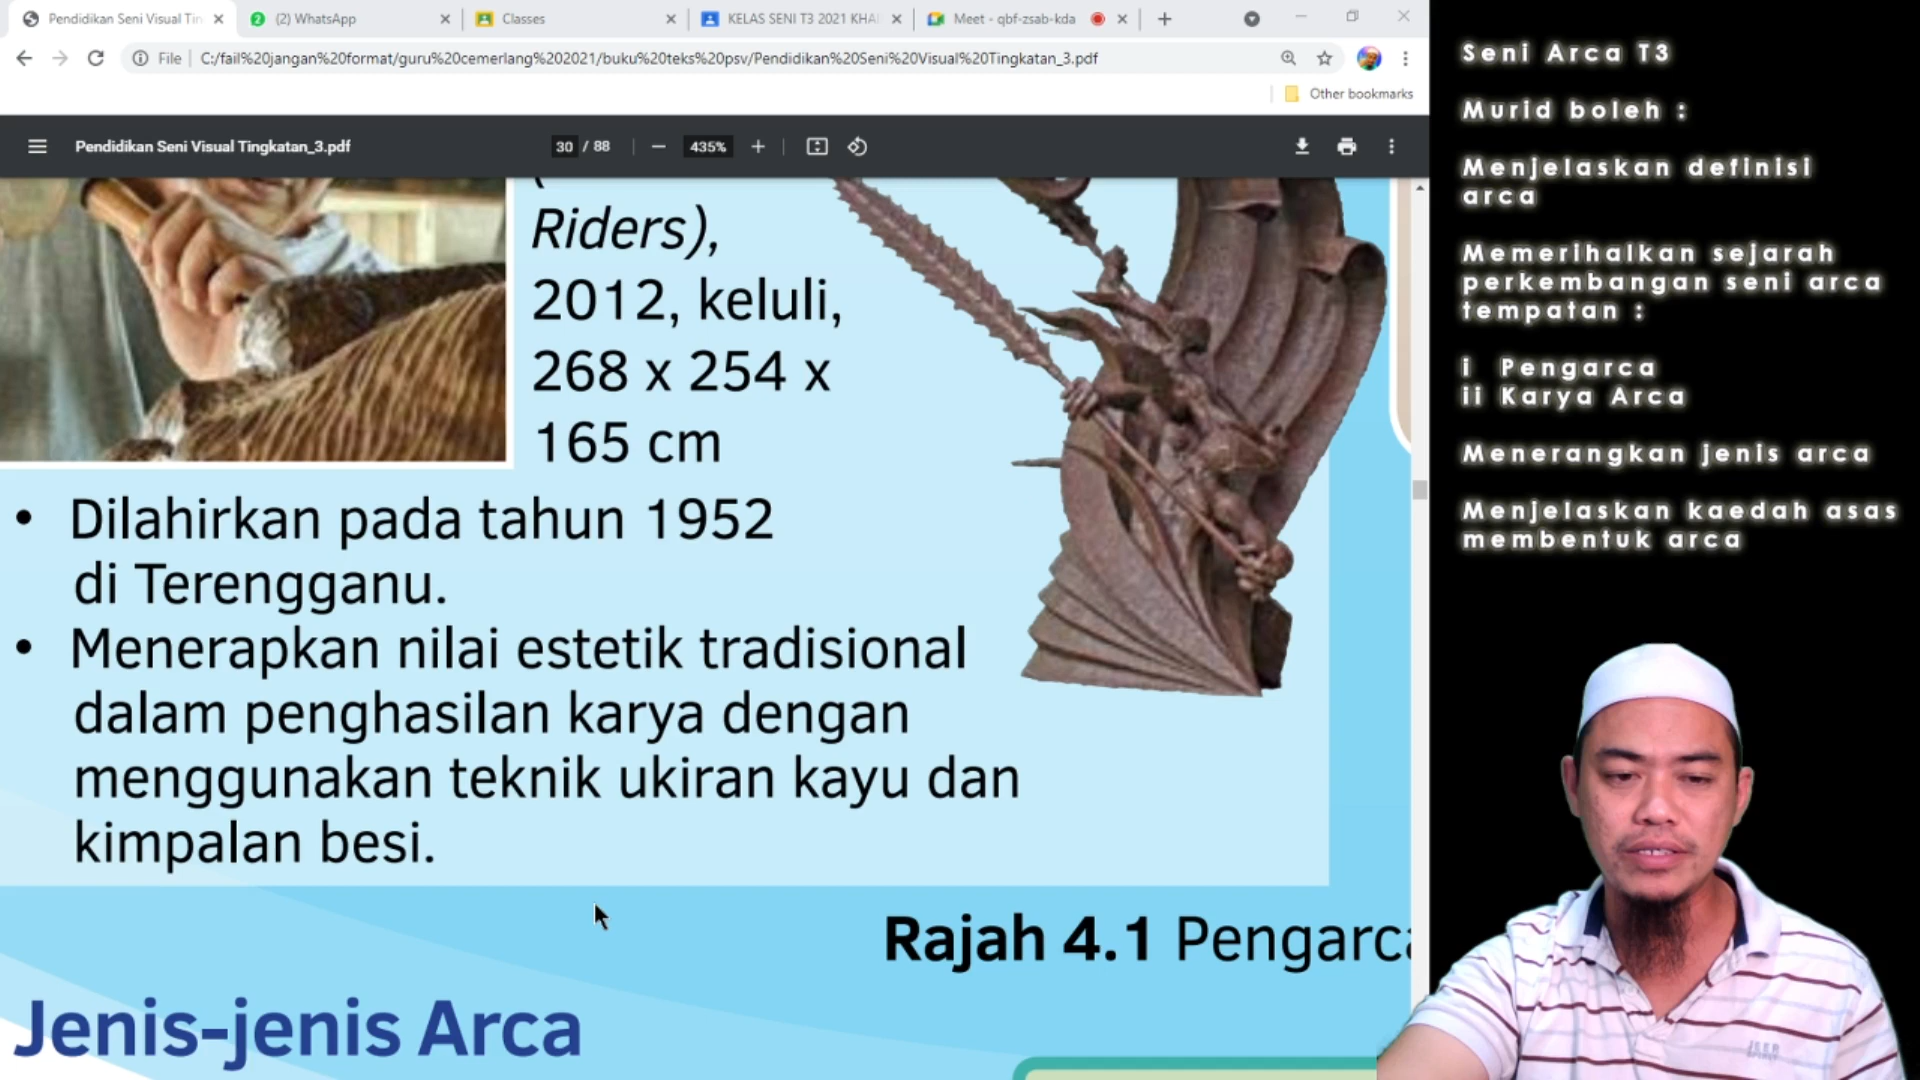 Pendidikan Seni Visual Tin
(2) WhatsApp
Classes
KELAS SENI T3 2021 KHA
Meet - qbf-zsab-kda
File
C:/fail%20jangan%20format/guru%20cemerlang%202021/buku%20teks%20psv/Pendidikan%20Seni%20Visual%20Tingkatan_3.pdf
Other bookmarks
Pendidikan Seni Visual Tingkatan_3.pdf
30 / 88
435%
Riders),
2012, keluli,
268 x 254 x
165 cm
• Dilahirkan pada tahun 1952
di Terengganu.
• Menerapkan nilai estetik tradisional
dalam penghasilan karya dengan
menggunakan teknik ukiran kayu dan
kimpalan besi.
Rajah 4.1 Pengarca
Jenis-jenis Arca
Seni Arca T3
Murid boleh :
Menjelaskan definisi
arca
Memerihalkan sejarah
perkembangan seni arca
tempatan :
i Pengarca
ii Karya Arca
Menerangkan jenis arca
Menjelaskan kaedah asas
membentuk arca